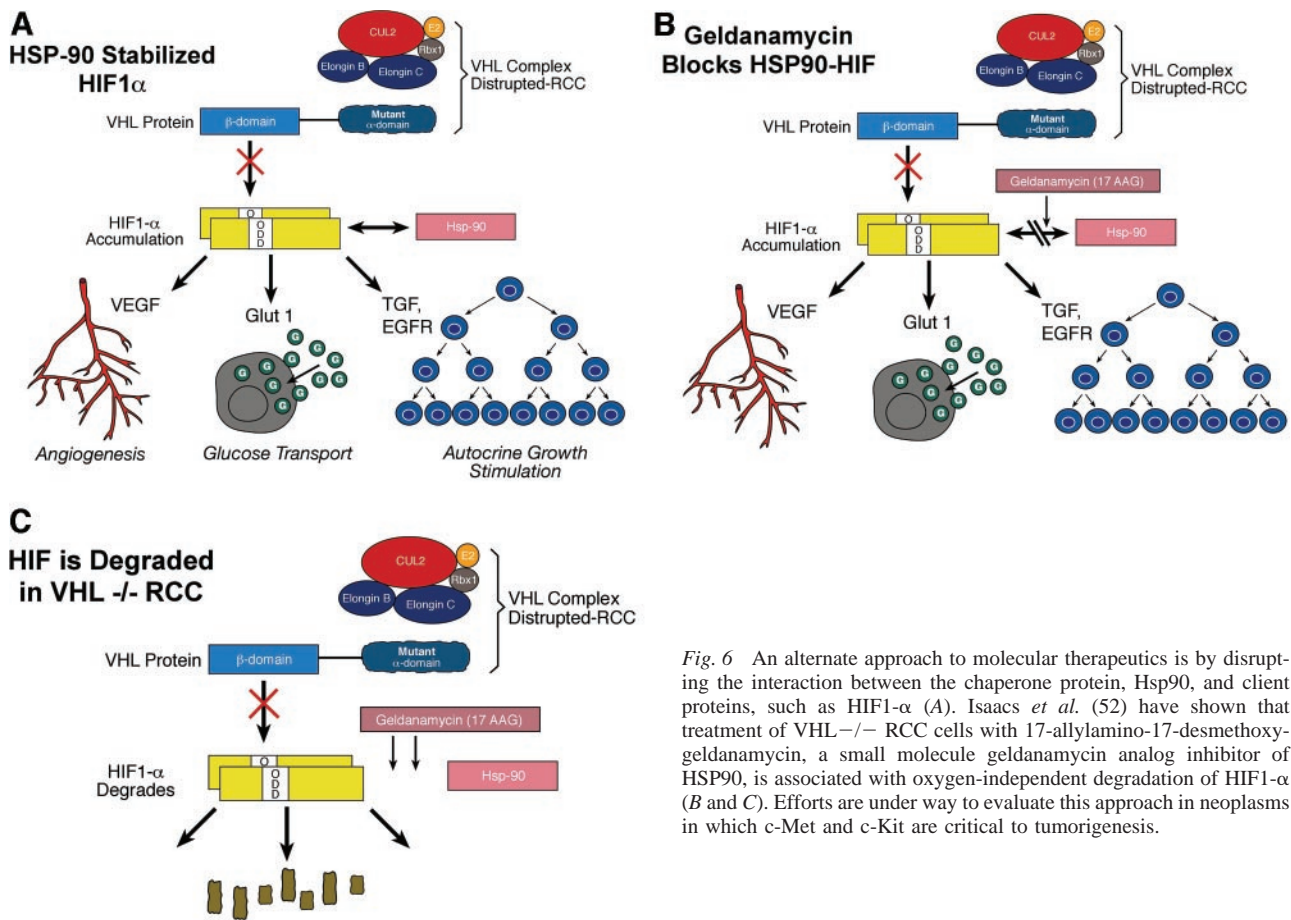 A
HSP-90 Stabilized
HIF1α
CUL2
E2
Rbx1
Elongin B
Elongin C
VHL Complex
Distrupted-RCC
VHL Protein
β-domain
Mutant
α-domain
HIF1-α
Accumulation
O
O
D
D
Hsp-90
VEGF
Glut 1
TGF,
EGFR
G G G G G G G G G G G
Angiogenesis
Glucose Transport
Autocrine Growth
Stimulation
B
Geldanamycin
Blocks HSP90-HIF
CUL2
E2
Rbx1
Elongin B
Elongin C
VHL Complex
Distrupted-RCC
VHL Protein
β-domain
Mutant
α-domain
Geldanamycin (17 AAG)
HIF1-α
Accumulation
O
O
D
D
Hsp-90
VEGF
Glut 1
TGF,
EGFR
G G G G G G G G G G G
C
HIF is Degraded
in VHL -/- RCC
CUL2
E2
Rbx1
Elongin B
Elongin C
VHL Complex
Distrupted-RCC
VHL Protein
β-domain
Mutant
α-domain
Geldanamycin (17 AAG)
HIF1-α
Degrades
O
O
D
D
Hsp-90
Fig. 6 An alternate approach to molecular therapeutics is by disrupt-
ing the interaction between the chaperone protein, Hsp90, and client
proteins, such as HIF1-α (A). Isaacs et al. (52) have shown that
treatment of VHL−/− RCC cells with 17-allylamino-17-desmethoxy-
geldanamycin, a small molecule geldanamycin analog inhibitor of
HSP90, is associated with oxygen-independent degradation of HIF1-α
(B and C). Efforts are under way to evaluate this approach in neoplasms
in which c-Met and c-Kit are critical to tumorigenesis.